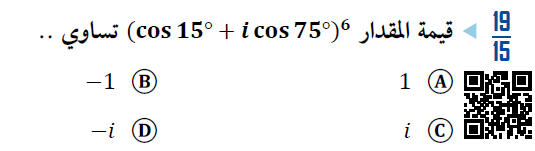 19/15 ◀ قيمة المقدار (cos 15° + i cos 75°)⁶ تساوي ..
Ⓐ 1 Ⓑ −1
Ⓒ i Ⓓ −i